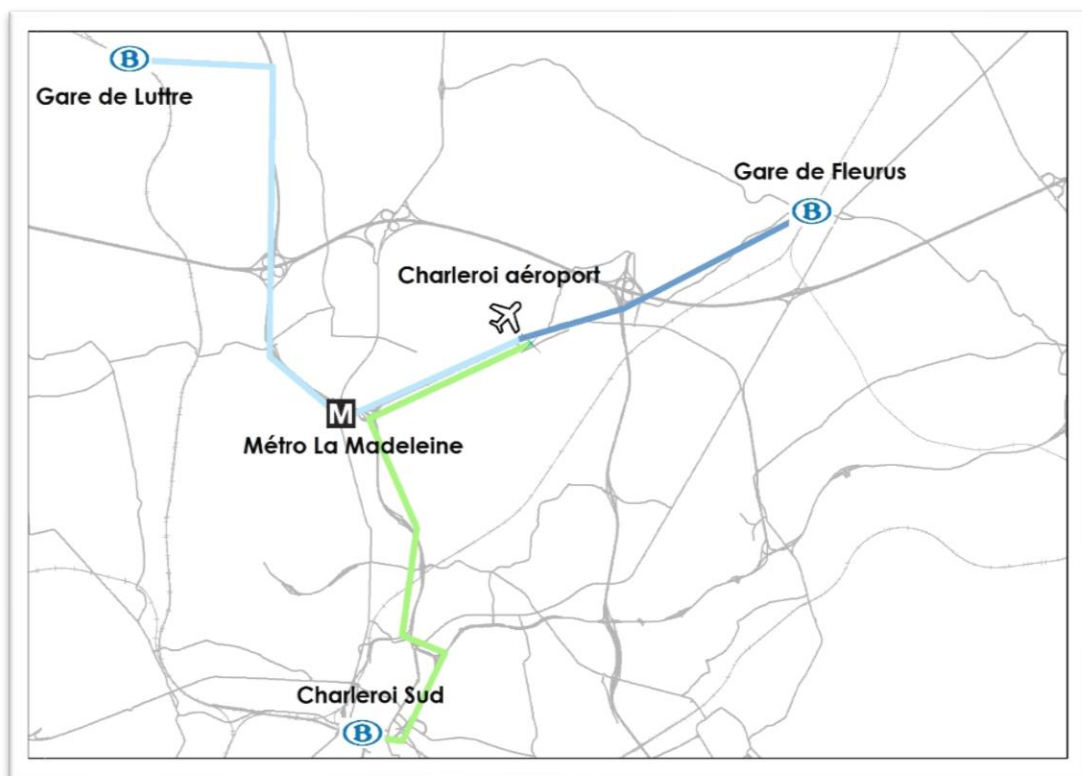 B
Gare de Luttre
Gare de Fleurus
B
Charleroi aéroport
M
Métro La Madeleine
Charleroi Sud
B